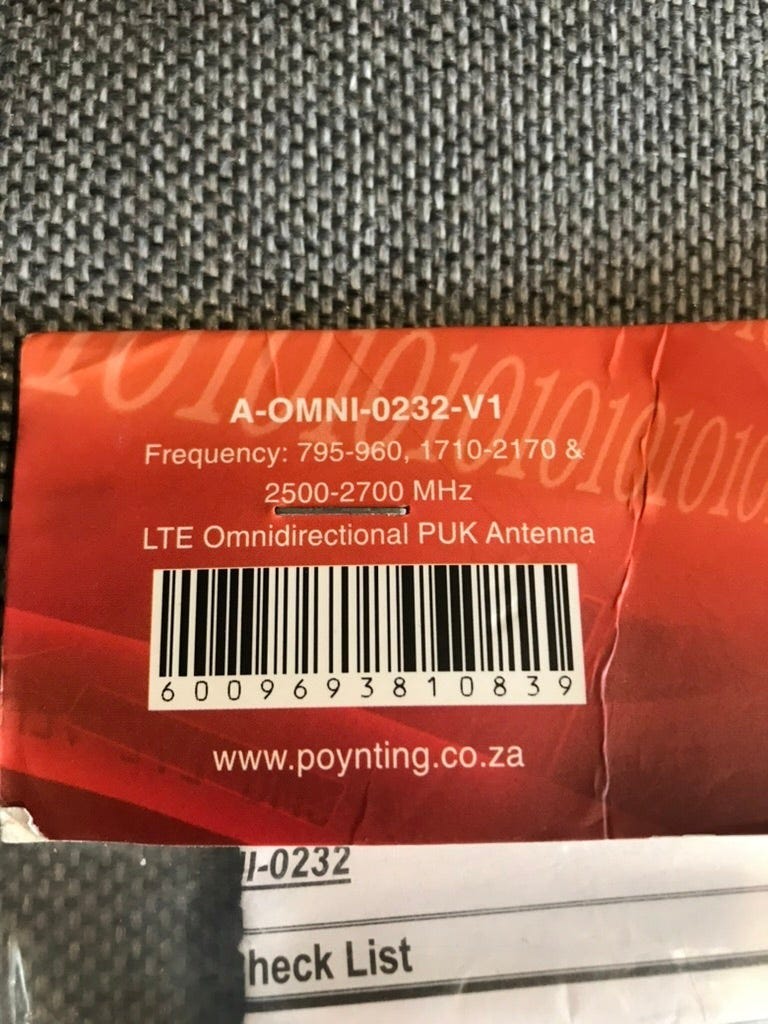 A-OMNI-0232-V1
Frequency: 795-960, 1710-2170 &
2500-2700 MHz
LTE Omnidirectional PUK Antenna
6009693810839
www.poynting.co.za
I-0232
heck List